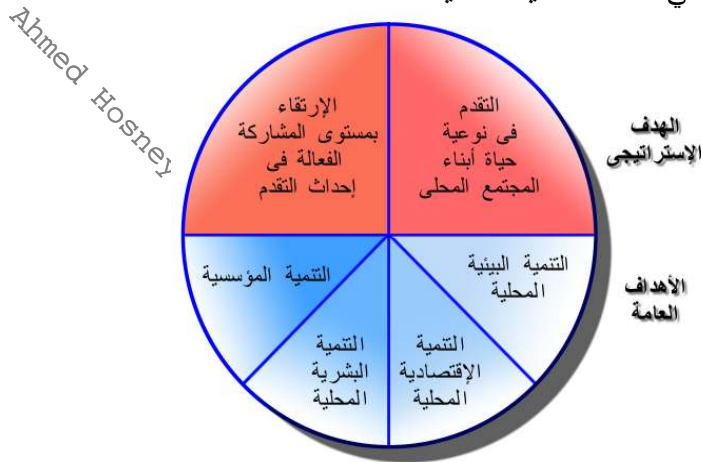 Ahmed Hosney
التقدم
فى نوعية
حياة أبناء
المجتمع المحلى
الإرتقاء
بمستوى المشاركة
الفعالة فى
إحداث التقدم
الهدف
الإستراتيجى
التنمية البيئية
المحلية
التنمية
الإقتصادية
المحلية
التنمية
البشرية
المحلية
التنمية المؤسسية
الأهداف
العامة